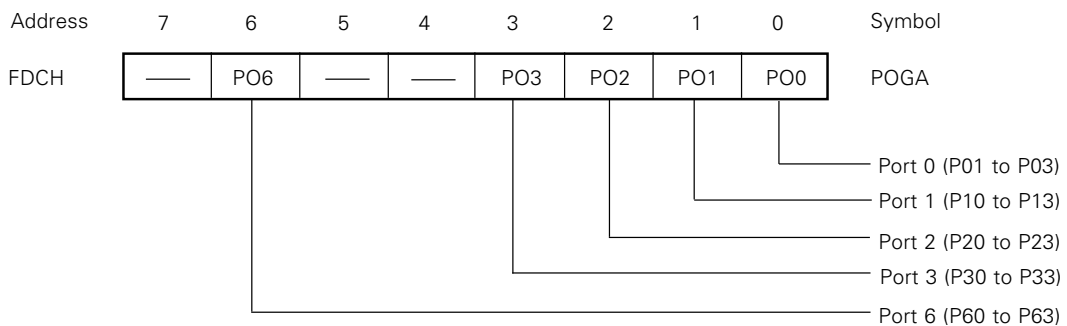 Address 7 6 5 4 3 2 1 0 Symbol
FDCH — PO6 — — PO3 PO2 PO1 PO0 POGA
Port 0 (P01 to P03)
Port 1 (P10 to P13)
Port 2 (P20 to P23)
Port 3 (P30 to P33)
Port 6 (P60 to P63)